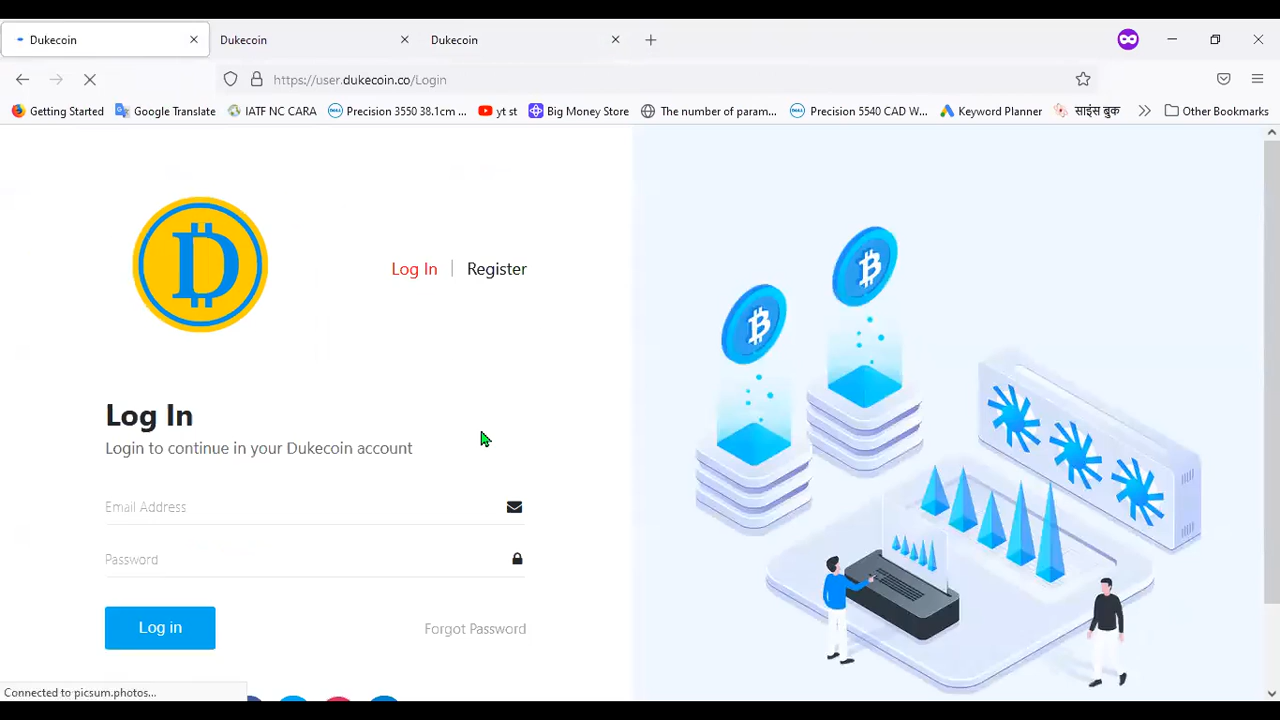 Dukecoin
Dukecoin
Dukecoin
https://user.dukecoin.co/Login
Getting Started
Google Translate
IATF NC CARA
Precision 3550 38.1cm ...
yt st
Big Money Store
The number of param...
Precision 5540 CAD W...
Keyword Planner
साइंस बुक
Other Bookmarks
D
Log In
Register
Log In
Login to continue in your Dukecoin account
Email Address
Password
Log in
Forgot Password
Connected to picsum.photos...